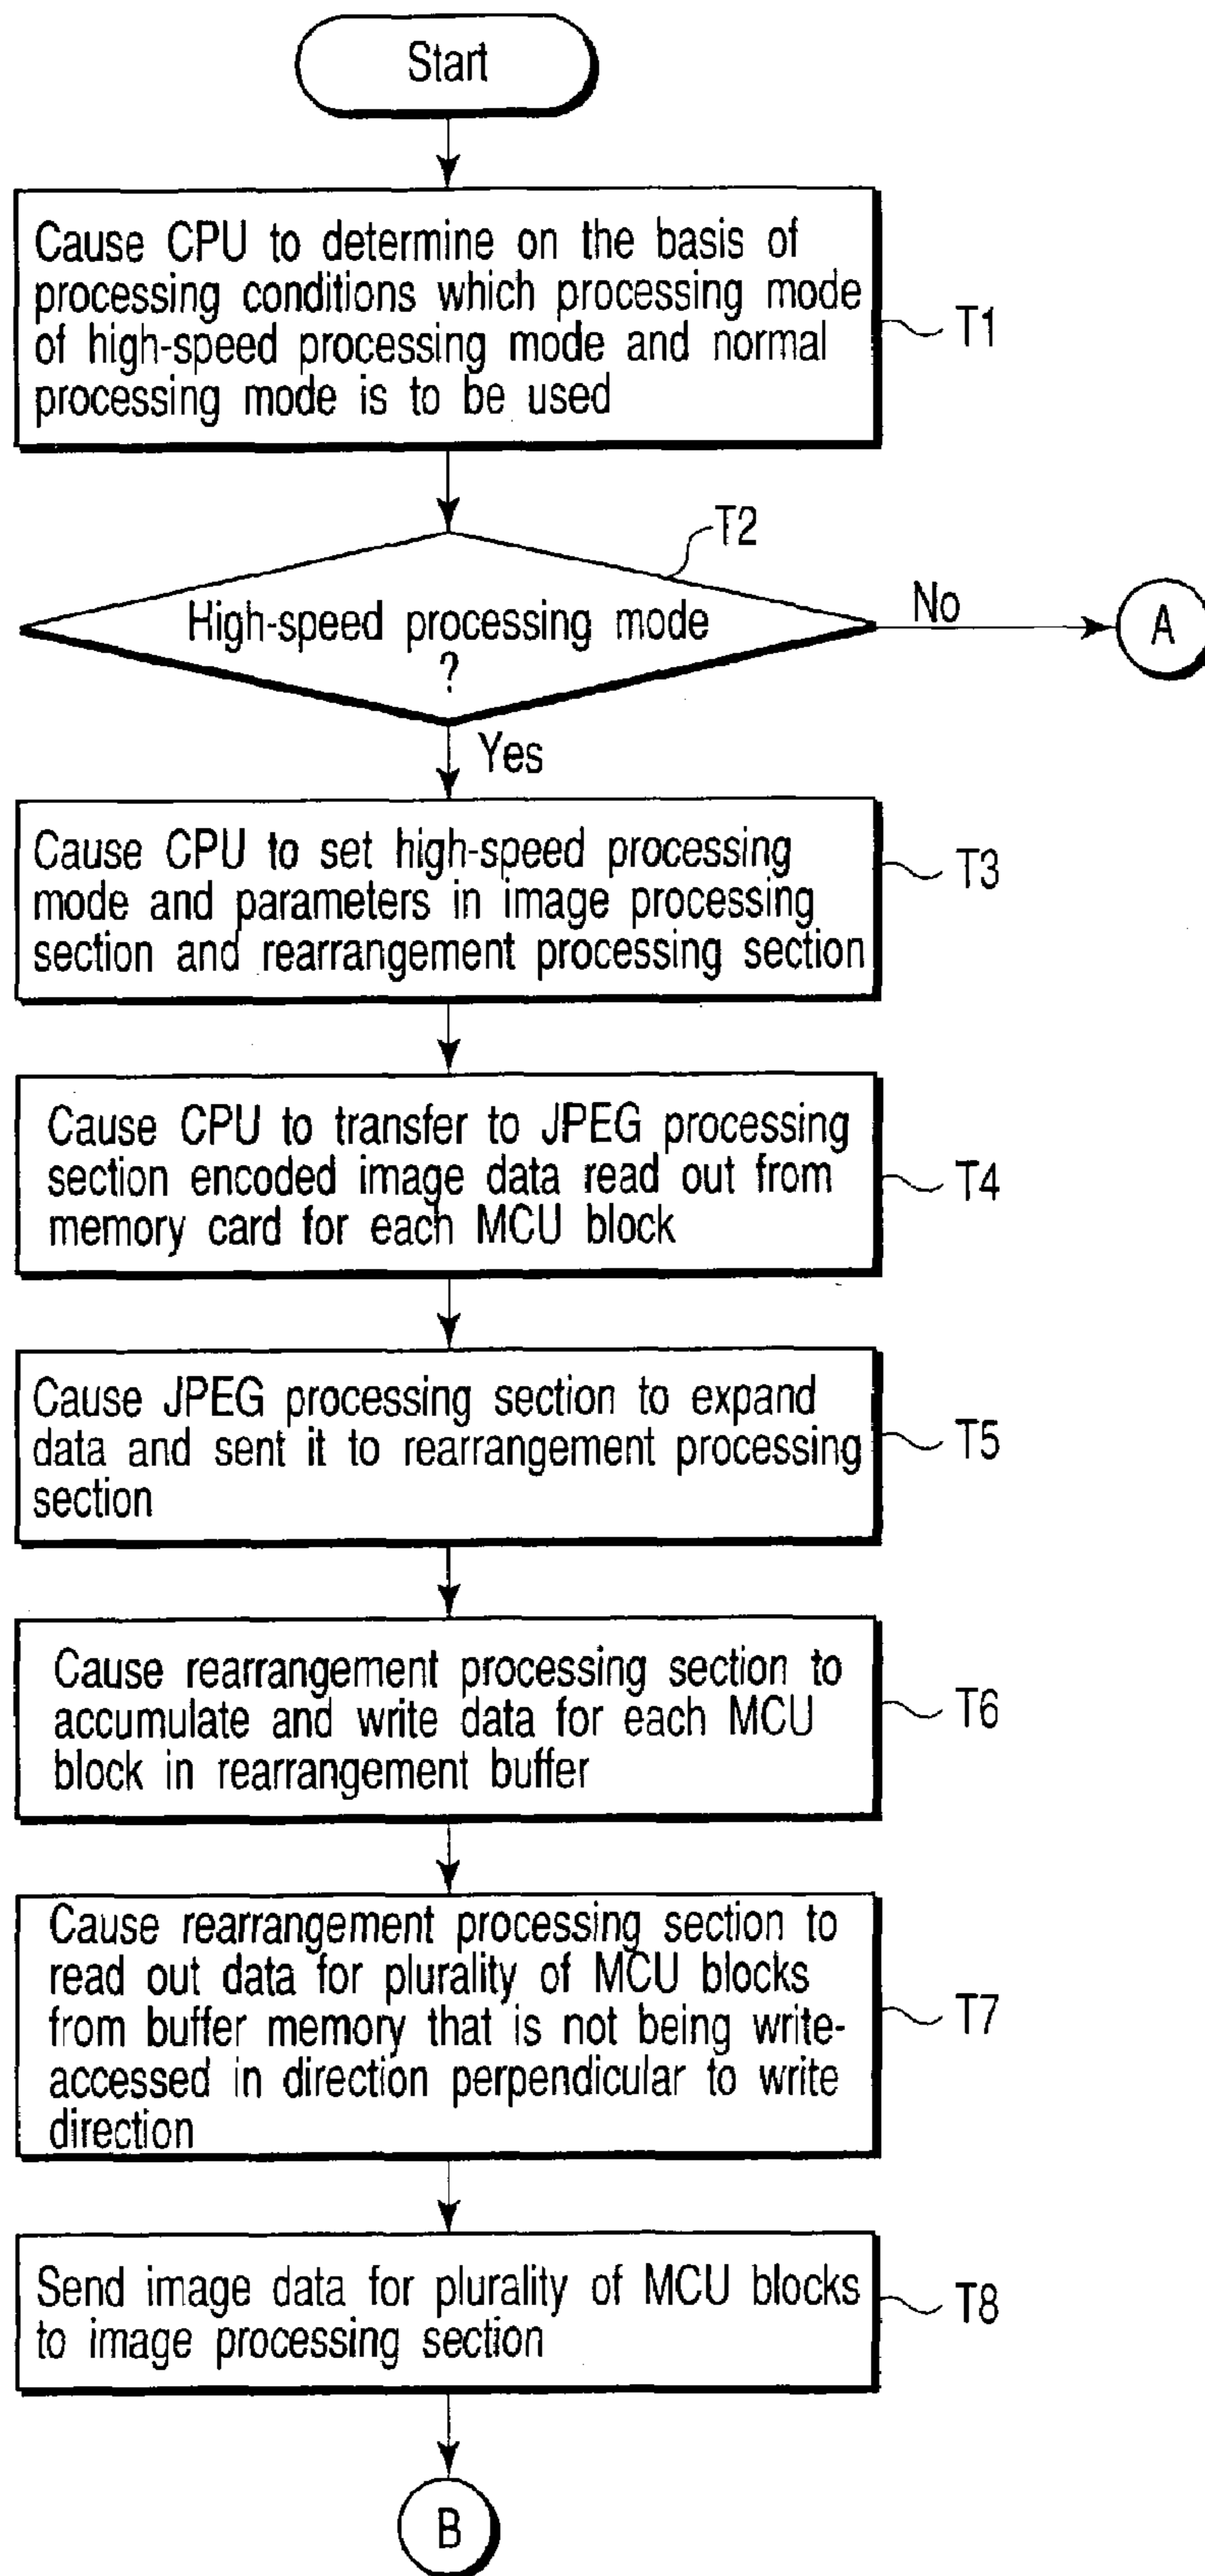 Start
Cause CPU to determine on the basis of
processing conditions which processing mode
of high-speed processing mode and normal
processing mode is to be used
T1
T2
High-speed processing mode
?
No
A
Yes
Cause CPU to set high-speed processing
mode and parameters in image processing
section and rearrangement processing section
T3
Cause CPU to transfer to JPEG processing
section encoded image data read out from
memory card for each MCU block
T4
Cause JPEG processing section to expand
data and sent it to rearrangement processing
section
T5
Cause rearrangement processing section to
accumulate and write data for each MCU
block in rearrangement buffer
T6
Cause rearrangement processing section to
read out data for plurality of MCU blocks
from buffer memory that is not being write-
accessed in direction perpendicular to write
direction
T7
Send image data for plurality of MCU blocks
to image processing section
T8
B